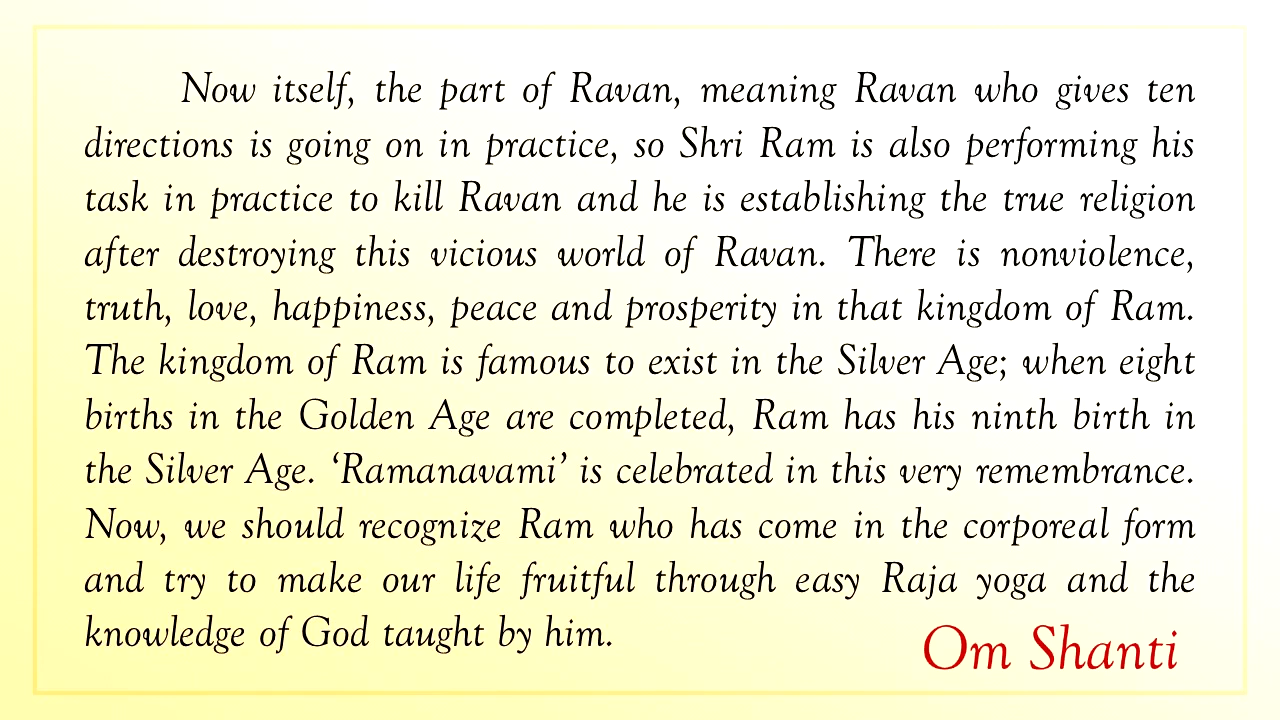 Now itself, the part of Ravan, meaning Ravan who gives ten
directions is going on in practice, so Shri Ram is also performing his
task in practice to kill Ravan and he is establishing the true religion
after destroying this vicious world of Ravan. There is nonviolence,
truth, love, happiness, peace and prosperity in that kingdom of Ram.
The kingdom of Ram is famous to exist in the Silver Age; when eight
births in the Golden Age are completed, Ram has his ninth birth in
the Silver Age. ‘Ramanavami’ is celebrated in this very remembrance.
Now, we should recognize Ram who has come in the corporeal form
and try to make our life fruitful through easy Raja yoga and the
knowledge of God taught by him.
Om Shanti